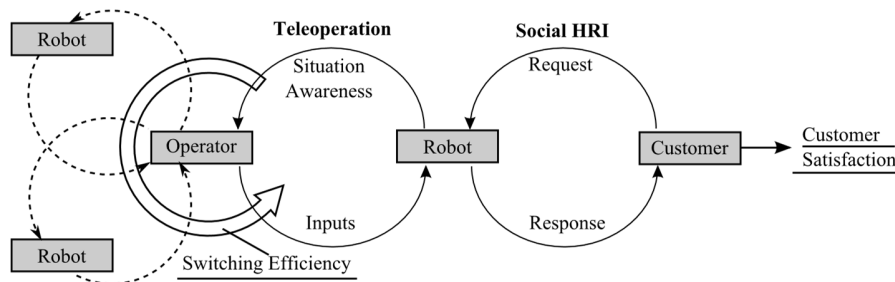 Teleoperation
Social HRI
Robot
Situation
Awareness
Request
Operator
Robot
Customer
Customer
Satisfaction
Inputs
Response
Robot
Switching Efficiency